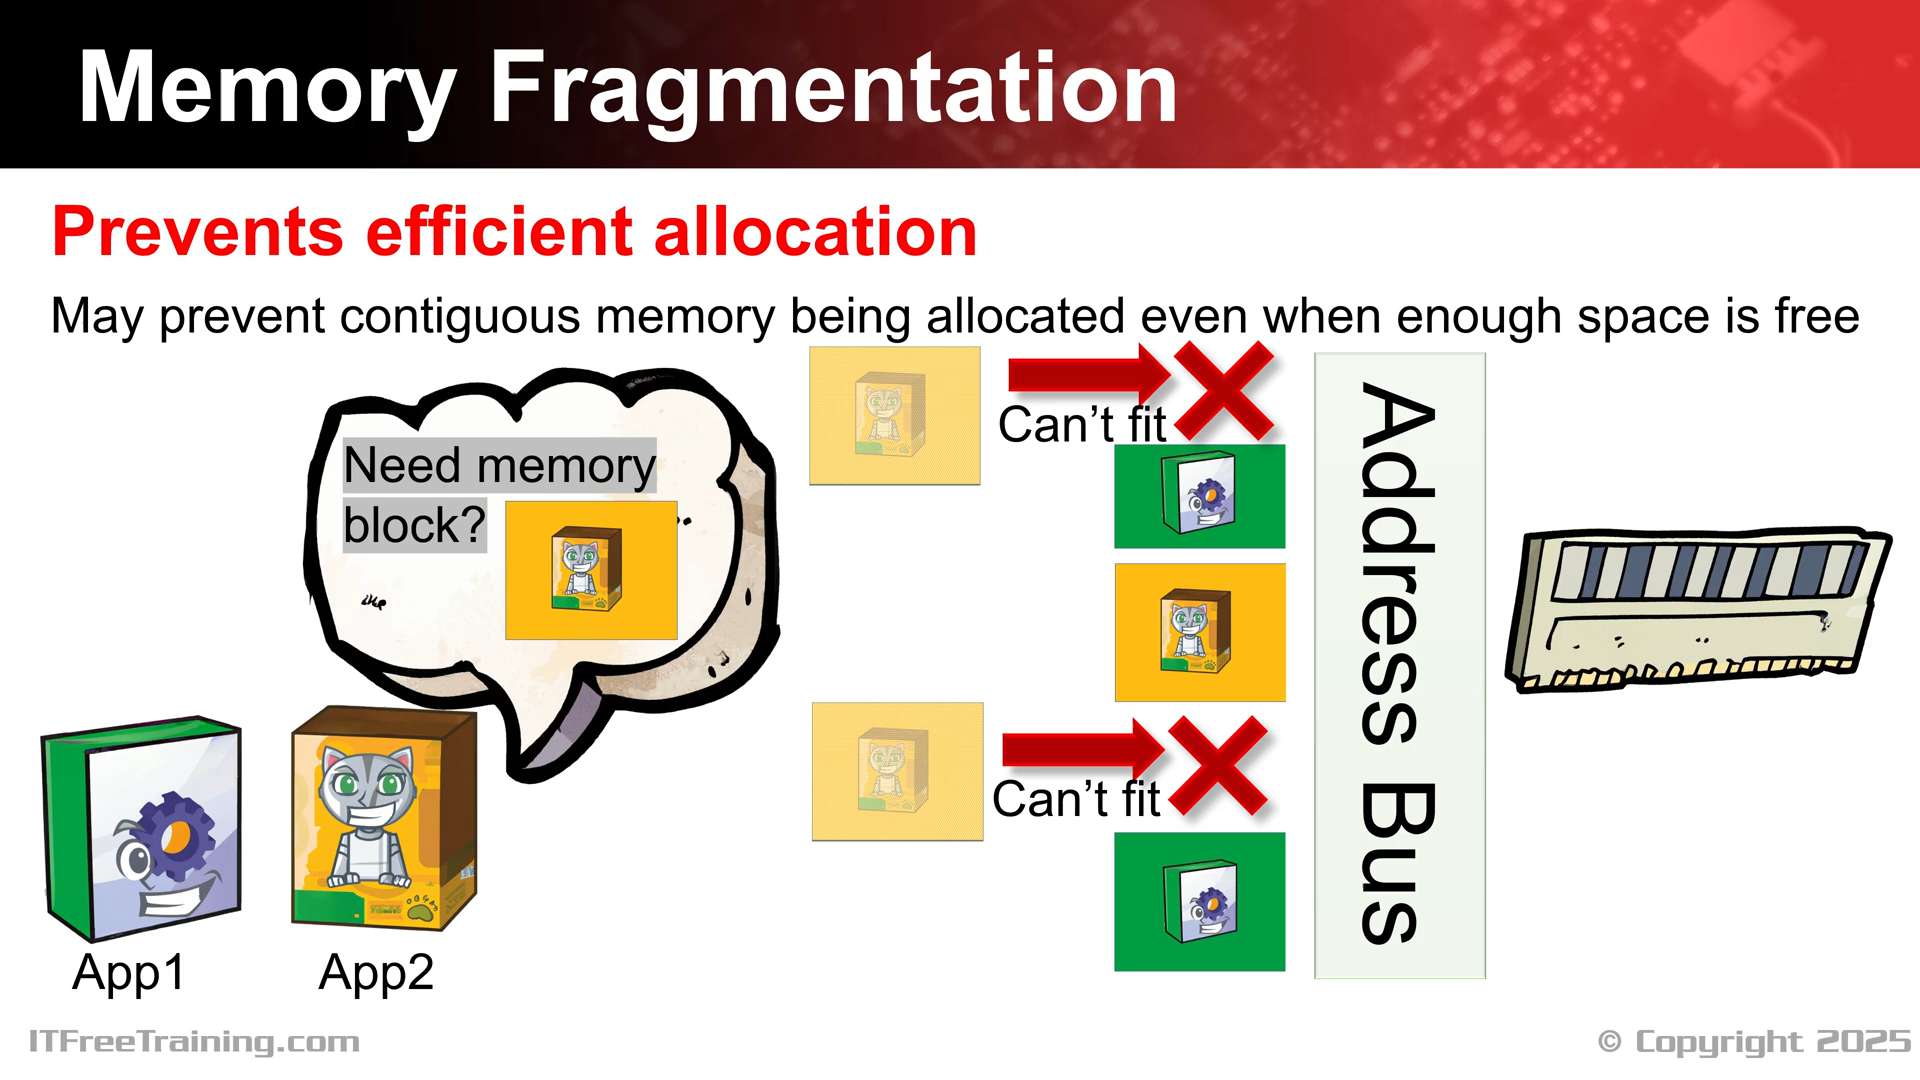 Memory Fragmentation
Prevents efficient allocation
May prevent contiguous memory being allocated even when enough space is free
Need memory
block?
Can't fit
Can't fit
Address Bus
App1
App2
ITFreeTraining.com
© Copyright 2025